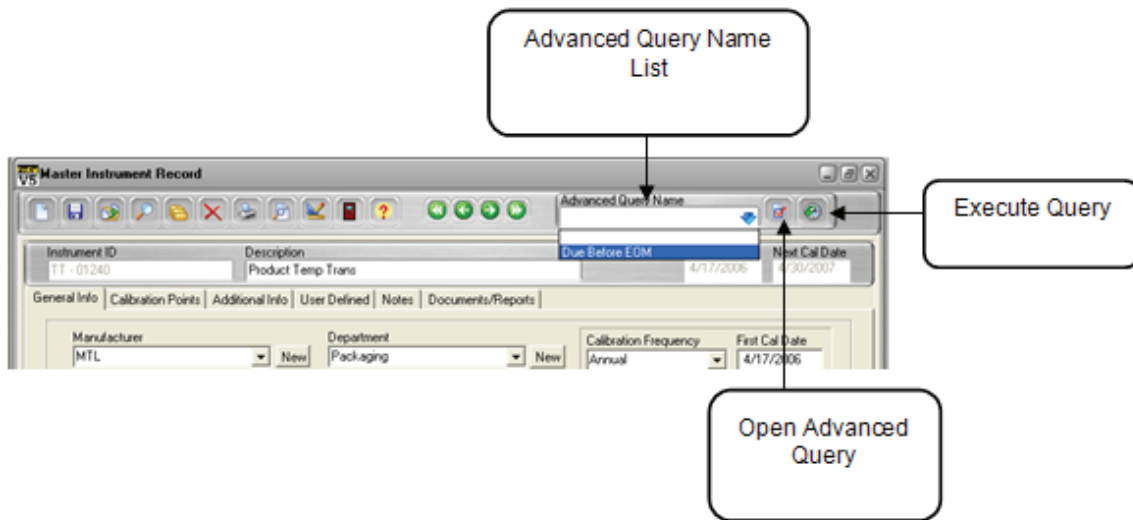 Advanced Query Name
List
V5 Master Instrument Record
Advanced Query Name
Execute Query
?
Instrument ID
Description
Due Before EOM
Next Cal Date
TT - 01240
Product Temp Trans
4/17/2006
4/30/2007
General Info
Calibration Points
Additional Info
User Defined
Notes
Documents/Reports
Manufacturer
Department
Calibration Frequency
First Cal Date
MTL
New
Packaging
New
Annual
4/17/2006
Open Advanced
Query